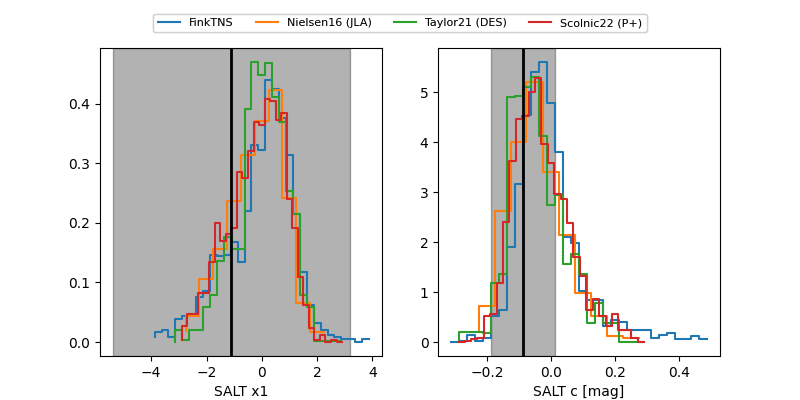 FinkTNS Nielsen16 (JLA) Taylor21 (DES) Scolnic22 (P+)
0.4
0.3
0.2
0.1
0.0
−4 −2 0 2 4
SALT x1
5
4
3
2
1
0
−0.2 0.0 0.2 0.4
SALT c [mag]